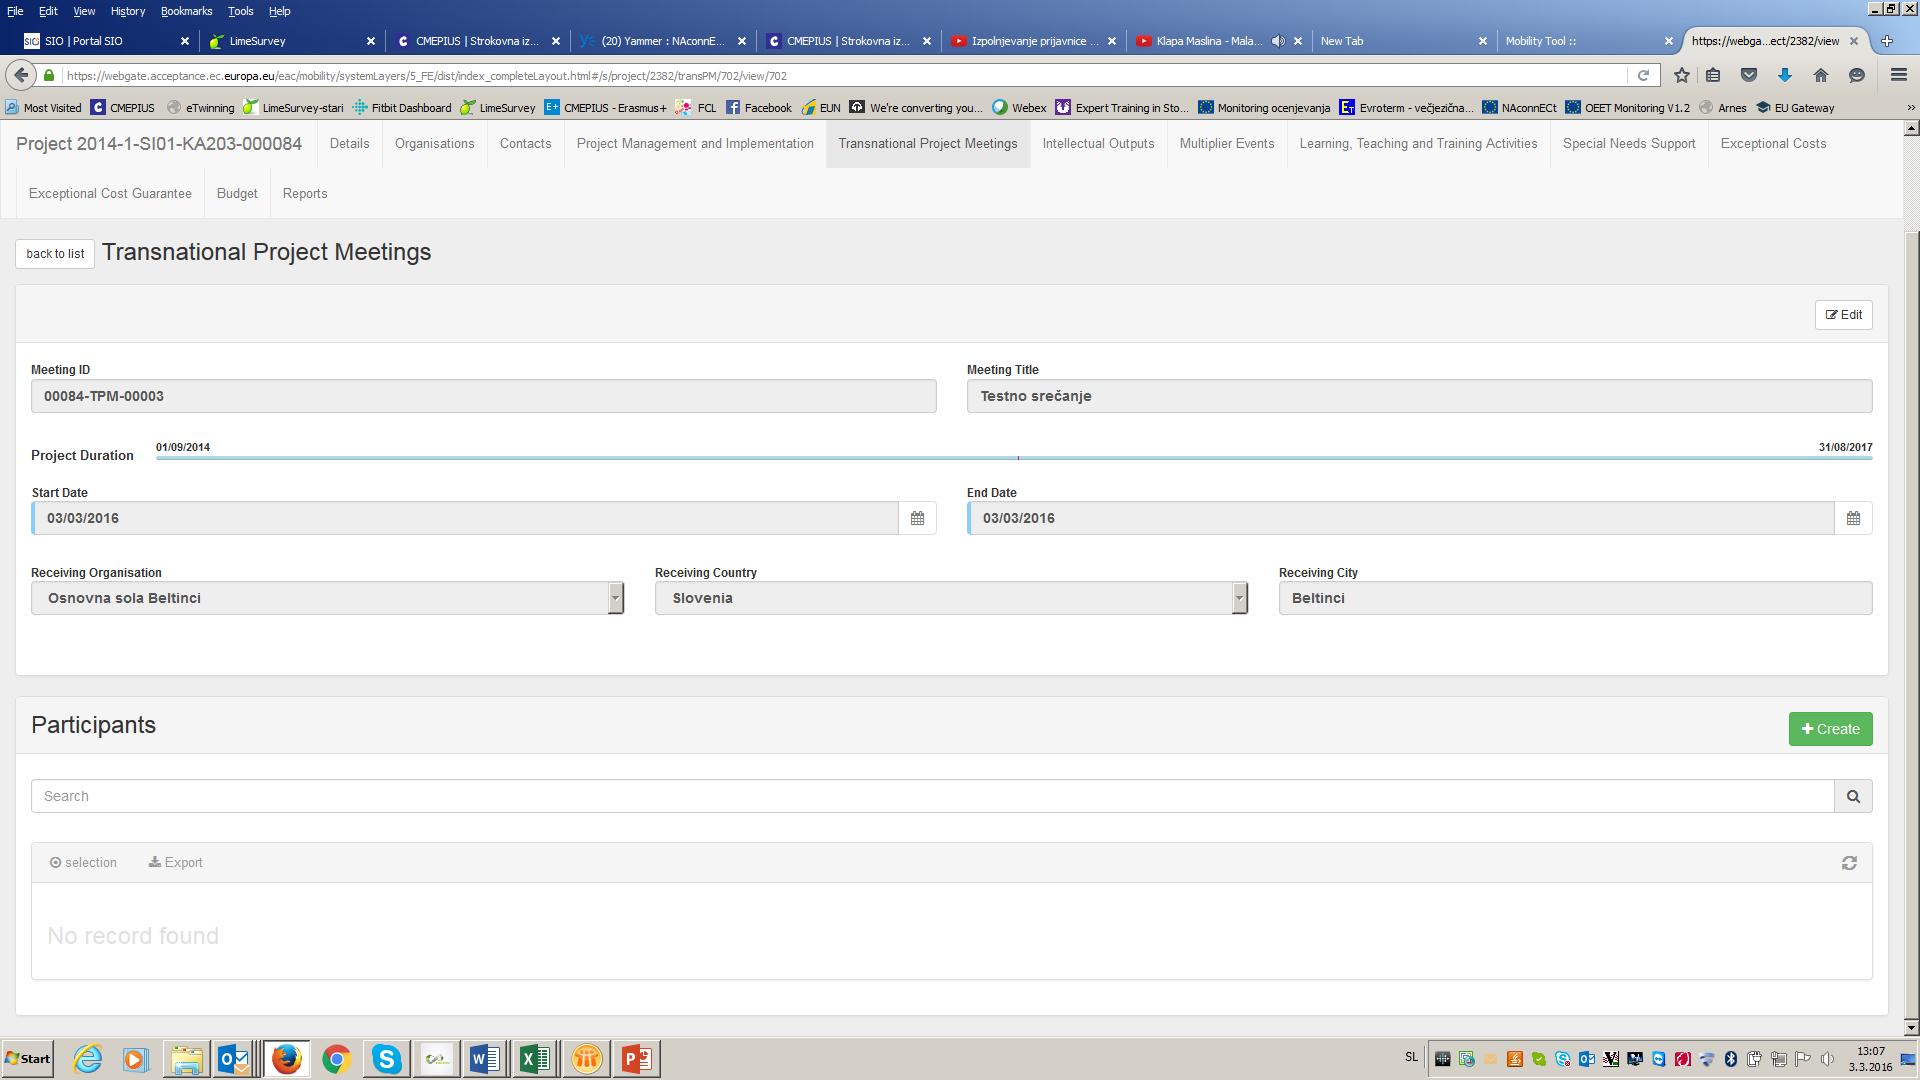 File Edit View History Bookmarks Tools Help
SIO | Portal SIO LimeSurvey CMEPIUS | Strokovna iz... (20) Yammer : NAconnE... CMEPIUS | Strokovna iz... Izpolnjevanje prijavnice ... Klapa Maslina - Mala... New Tab Mobility Tool :: https://webga...ect/2382/view
https://webgate.acceptance.ec.europa.eu/eac/mobility/systemLayers/5_FE/dist/index_completeLayout.html#/s/project/2382/transPM/702/view/702
Most Visited CMEPIUS eTwinning LimeSurvey-stari Fitbit Dashboard LimeSurvey CMEPIUS - Erasmus+ FCL Facebook EUN We're converting you... Webex Expert Training in Sto... Monitoring ocenjevanja Evroterm - večjezična... NAconnECt OEET Monitoring V1.2 Arnes EU Gateway
Project 2014-1-SI01-KA203-000084 Details Organisations Contacts Project Management and Implementation Transnational Project Meetings Intellectual Outputs Multiplier Events Learning, Teaching and Training Activities Special Needs Support Exceptional Costs
Exceptional Cost Guarantee Budget Reports
back to list Transnational Project Meetings
Edit
Meeting ID Meeting Title
00084-TPM-00003 Testno srečanje
01/09/2014 31/08/2017
Project Duration
Start Date End Date
03/03/2016 03/03/2016
Receiving Organisation Receiving Country Receiving City
Osnovna sola Beltinci Slovenia Beltinci
Participants
Create
Search
selection Export
No record found
Start SL 13:07
3.3.2016